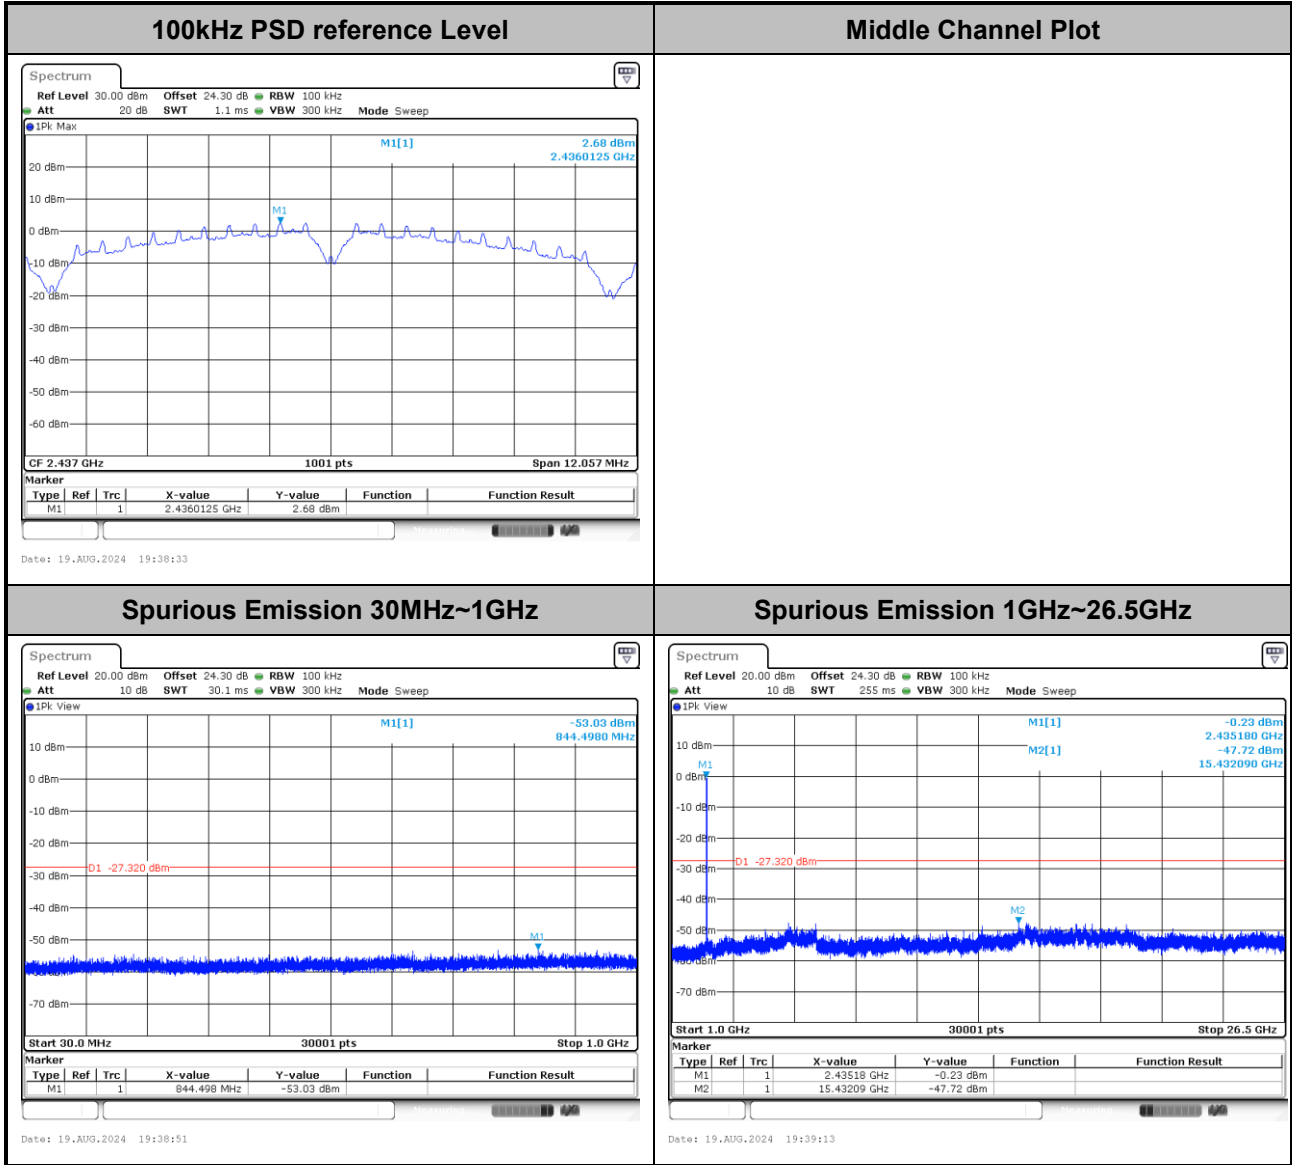 100kHz PSD reference Level
Middle Channel Plot
Spectrum
Ref Level 30.00 dBm Offset 24.30 dB RBW 100 kHz
Att 20 dB SWT 1.1 ms VBW 300 kHz Mode Sweep
1Pk Max
M1[1] 2.68 dBm
2.4360125 GHz
20 dBm
10 dBm
M1
0 dBm
-10 dBm
-20 dBm
-30 dBm
-40 dBm
-50 dBm
-60 dBm
CF 2.437 GHz 1001 pts Span 12.057 MHz
Marker
Type Ref Trc X-value Y-value Function Function Result
M1 1 2.4360125 GHz 2.68 dBm
Date: 19.AUG.2024 19:38:33
Spurious Emission 30MHz~1GHz
Spurious Emission 1GHz~26.5GHz
Spectrum
Ref Level 20.00 dBm Offset 24.30 dB RBW 100 kHz
Att 10 dB SWT 30.1 ms VBW 300 kHz Mode Sweep
1Pk View
M1[1] -53.03 dBm
844.4980 MHz
10 dBm
0 dBm
-10 dBm
-20 dBm
D1 -27.320 dBm
-30 dBm
-40 dBm
-50 dBm
M1
-70 dBm
Start 30.0 MHz 30001 pts Stop 1.0 GHz
Marker
Type Ref Trc X-value Y-value Function Function Result
M1 1 844.498 MHz -53.03 dBm
Date: 19.AUG.2024 19:38:51
Spectrum
Ref Level 20.00 dBm Offset 24.30 dB RBW 100 kHz
Att 10 dB SWT 255 ms VBW 300 kHz Mode Sweep
1Pk View
M1[1] -0.23 dBm
2.435180 GHz
M2[1] -47.72 dBm
15.432090 GHz
10 dBm
M1
0 dBm
-10 dBm
-20 dBm
D1 -27.320 dBm
-30 dBm
-40 dBm
M2
-50 dBm
-70 dBm
Start 1.0 GHz 30001 pts Stop 26.5 GHz
Marker
Type Ref Trc X-value Y-value Function Function Result
M1 1 2.43518 GHz -0.23 dBm
M2 1 15.43209 GHz -47.72 dBm
Date: 19.AUG.2024 19:39:13